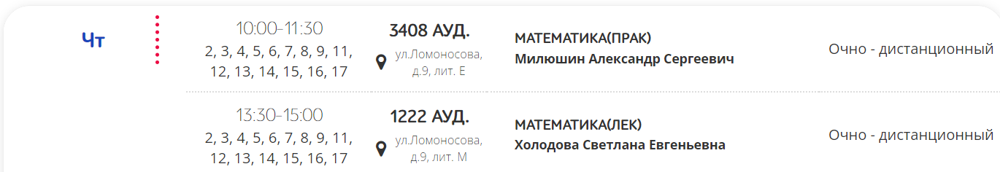 Чт
10:00-11:30
2, 3, 4, 5, 6, 7, 8, 9, 11,
12, 13, 14, 15, 16, 17
3408 АУД.
ул.Ломоносова,
д.9, лит. Е
МАТЕМАТИКА(ПРАК)
Милюшин Александр Сергеевич
Очно - дистанционный
13:30-15:00
2, 3, 4, 5, 6, 7, 8, 9, 11,
12, 13, 14, 15, 16, 17
1222 АУД.
ул.Ломоносова,
д.9, лит. М
МАТЕМАТИКА(ЛЕК)
Холодова Светлана Евгеньевна
Очно - дистанционный